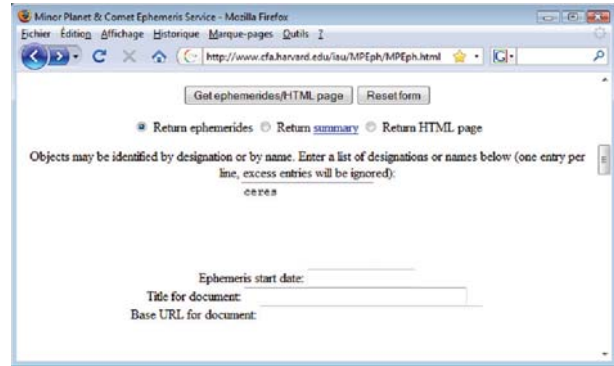 Minor Planet & Comet Ephemeris Service - Mozilla Firefox
Fichier Édition Affichage Historique Marque-pages Outils ?
http://www.cfa.harvard.edu/iau/MPEph/MPEph.html
Get ephemerides/HTML page Reset form
Return ephemerides Return summary Return HTML page
Objects may be identified by designation or by name. Enter a list of designations or names below (one entry per
line, excess entries will be ignored):
ceres
Ephemeris start date:
Title for document:
Base URL for document: